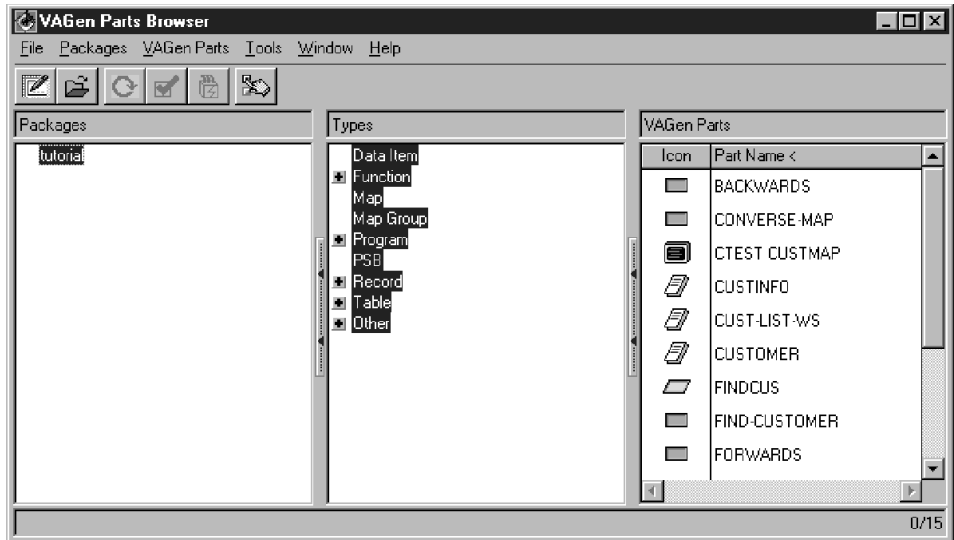 VAGen Parts Browser
File Packages VAGen Parts Tools Window Help
Packages
Types
VAGen Parts
tutorial
Data Item
Function
Map
Map Group
Program
PSB
Record
Table
Other
Icon Part Name <
BACKWARDS
CONVERSE-MAP
CTEST CUSTMAP
CUSTINFO
CUST-LIST-WS
CUSTOMER
FINDCUS
FIND-CUSTOMER
FORWARDS
0/15